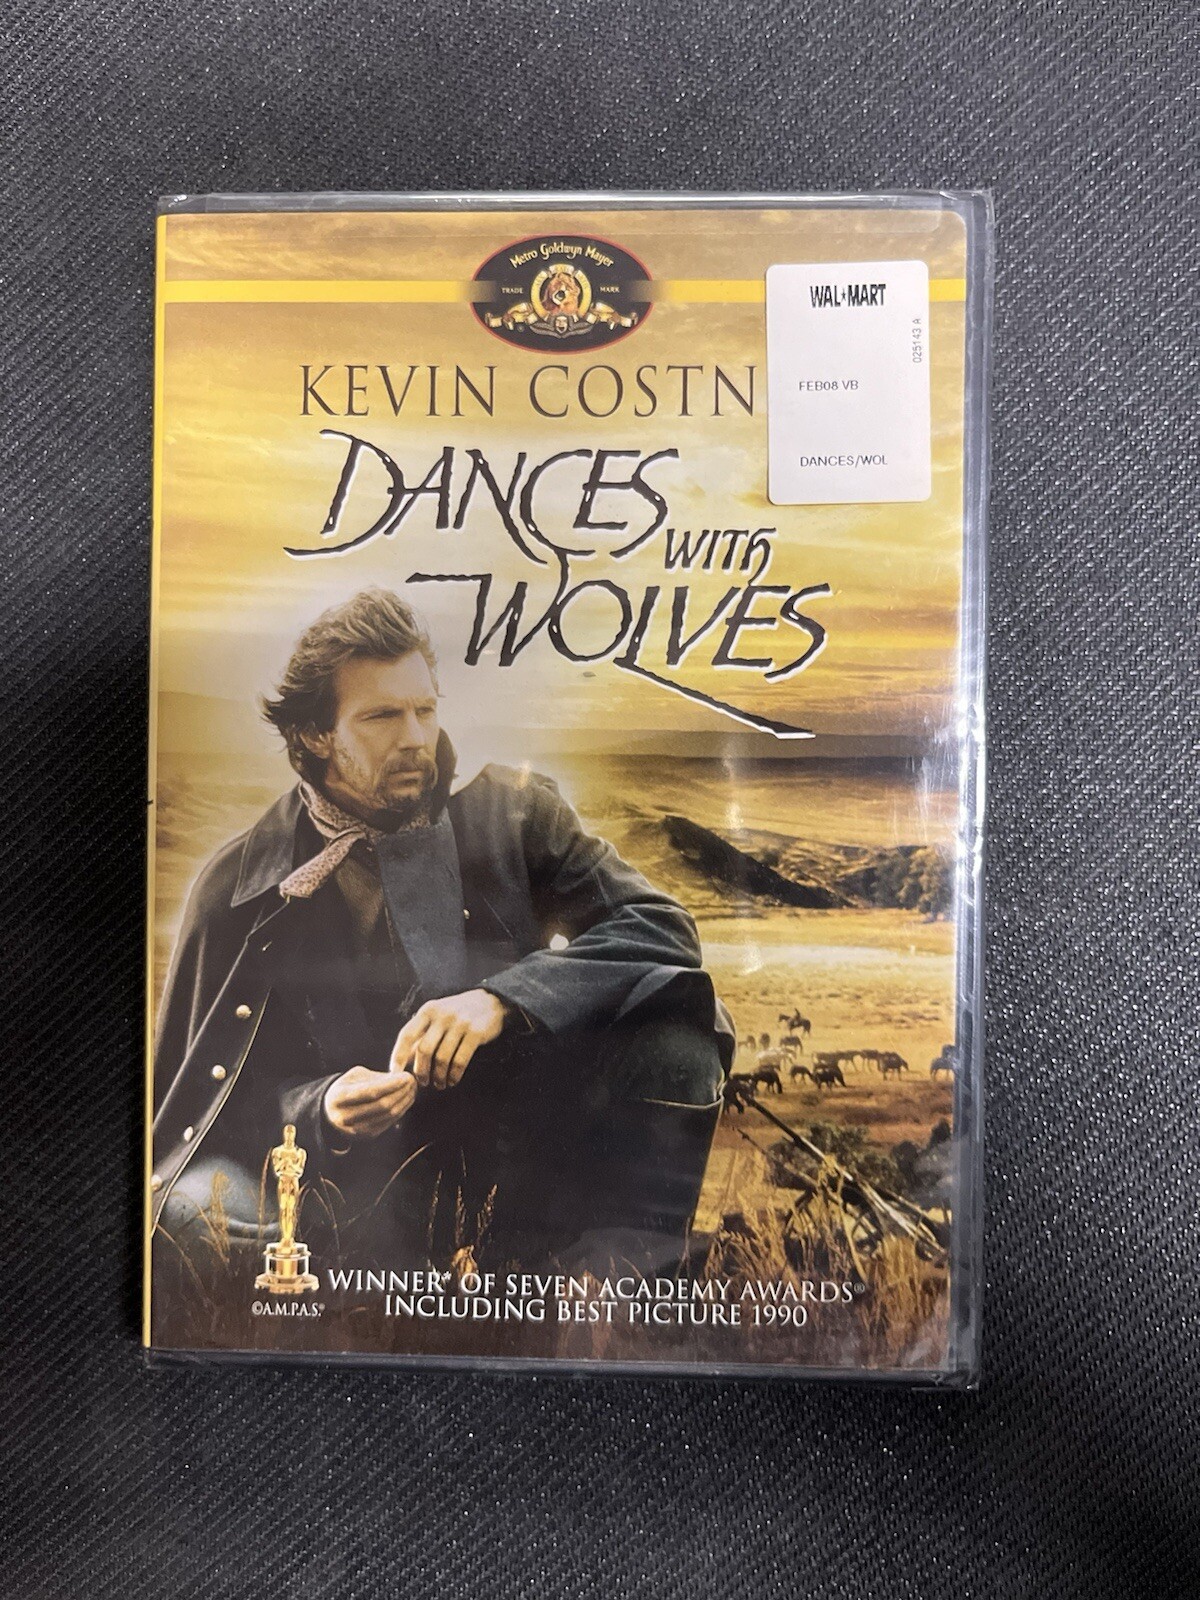 Metro Goldwyn Mayer
TRADE MARK
WAL★MART
025143 A
FEB08 VB
DANCES/WOL
KEVIN COSTN
DANCES
WITH
WOLVES
WINNER* OF SEVEN ACADEMY AWARDS®
INCLUDING BEST PICTURE 1990
©A.M.P.A.S.®